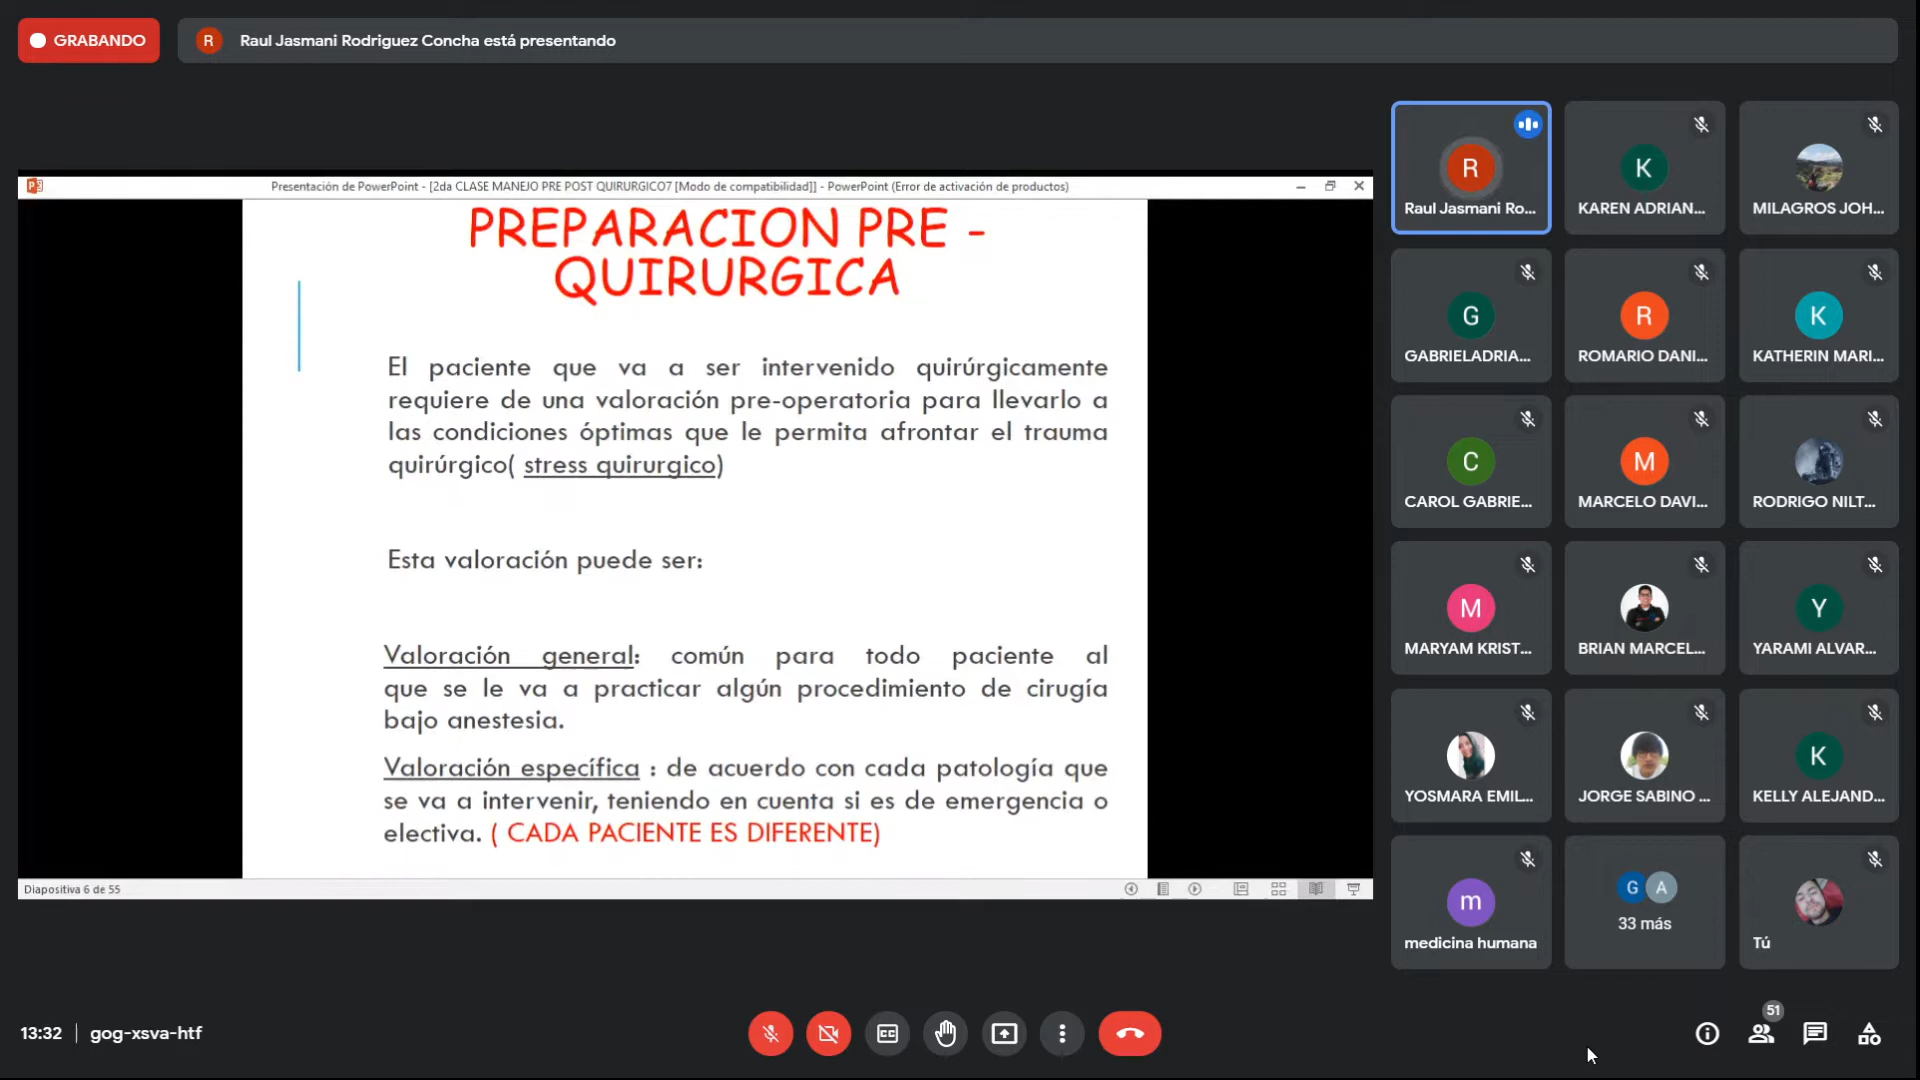 GRABANDO
R
Raul Jasmani Rodriguez Concha está presentando
Presentación de PowerPoint - [2da CLASE MANEJO PRE POST QUIRURGICO7 [Modo de compatibilidad]] - PowerPoint (Error de activación de productos)
PREPARACION PRE -
QUIRURGICA
El paciente que va a ser intervenido quirúrgicamente
requiere de una valoración pre-operatoria para llevarlo a
las condiciones óptimas que le permita afrontar el trauma
quirúrgico( stress quirurgico)
Esta valoración puede ser:
Valoración general: común para todo paciente al
que se le va a practicar algún procedimiento de cirugía
bajo anestesia.
Valoración específica : de acuerdo con cada patología que
se va a intervenir, teniendo en cuenta si es de emergencia o
electiva. ( CADA PACIENTE ES DIFERENTE)
Diapositiva 6 de 55
R
Raul Jasmani Ro...
K
KAREN ADRIAN...
MILAGROS JOH...
G
GABRIELADRIA...
R
ROMARIO DANI...
K
KATHERIN MARI...
C
CAROL GABRIE...
M
MARCELO DAVI...
RODRIGO NILT...
M
MARYAM KRIST...
BRIAN MARCEL...
Y
YARAMI ALVAR...
YOSMARA EMIL...
JORGE SABINO ...
K
KELLY ALEJAND...
m
medicina humana
G A
33 más
Tú
13:32 | gog-xsva-htf
CC
51